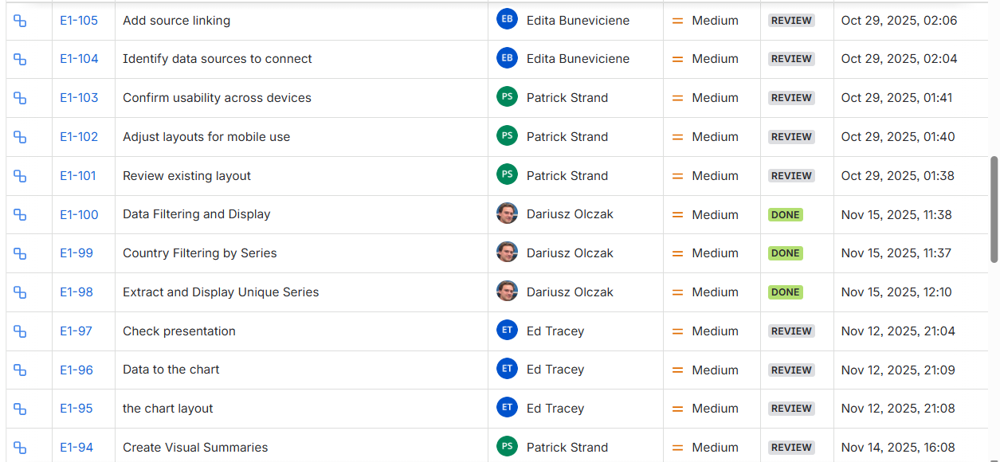 E1-105 Add source linking EB Edita Buneviciene Medium REVIEW Oct 29, 2025, 02:06
E1-104 Identify data sources to connect EB Edita Buneviciene Medium REVIEW Oct 29, 2025, 02:04
E1-103 Confirm usability across devices PS Patrick Strand Medium REVIEW Oct 29, 2025, 01:41
E1-102 Adjust layouts for mobile use PS Patrick Strand Medium REVIEW Oct 29, 2025, 01:40
E1-101 Review existing layout PS Patrick Strand Medium REVIEW Oct 29, 2025, 01:38
E1-100 Data Filtering and Display Dariusz Olczak Medium DONE Nov 15, 2025, 11:38
E1-99 Country Filtering by Series Dariusz Olczak Medium DONE Nov 15, 2025, 11:37
E1-98 Extract and Display Unique Series Dariusz Olczak Medium DONE Nov 15, 2025, 12:10
E1-97 Check presentation ET Ed Tracey Medium REVIEW Nov 12, 2025, 21:04
E1-96 Data to the chart ET Ed Tracey Medium REVIEW Nov 12, 2025, 21:09
E1-95 the chart layout ET Ed Tracey Medium REVIEW Nov 12, 2025, 21:08
E1-94 Create Visual Summaries PS Patrick Strand Medium REVIEW Nov 14, 2025, 16:08